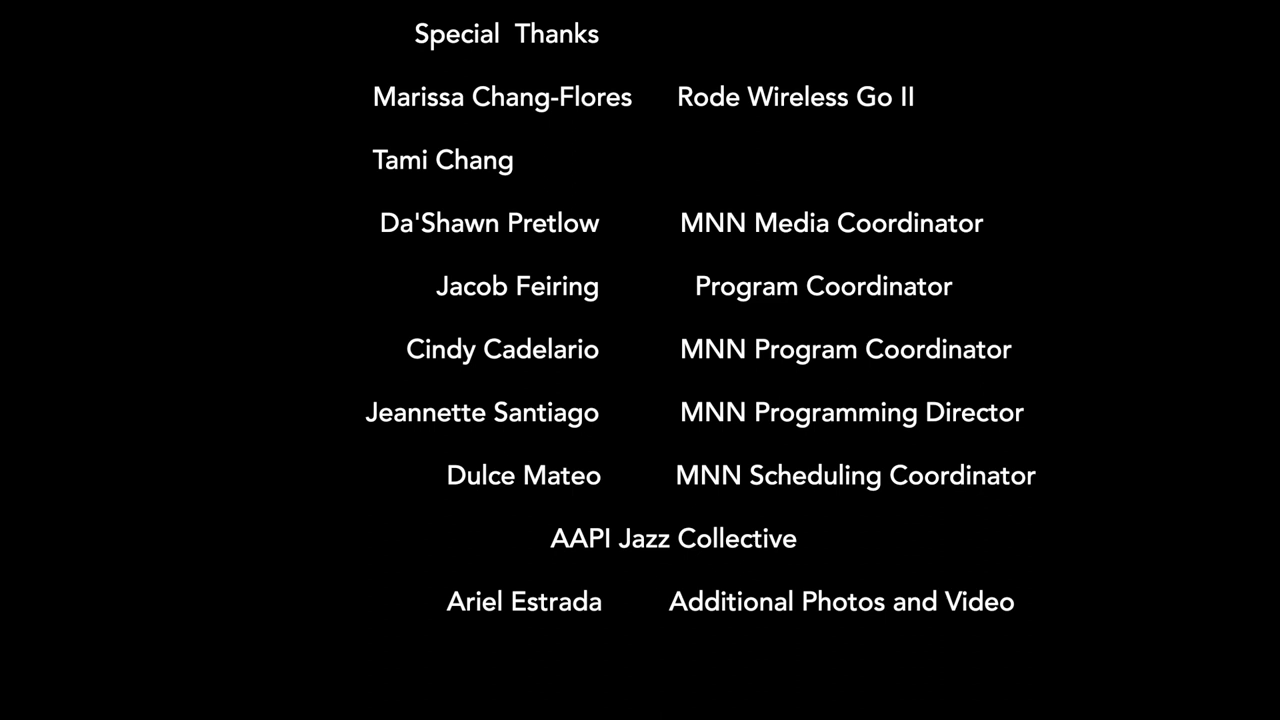 Special Thanks
Marissa Chang-Flores Rode Wireless Go II
Tami Chang
Da'Shawn Pretlow MNN Media Coordinator
Jacob Feiring Program Coordinator
Cindy Cadelario MNN Program Coordinator
Jeannette Santiago MNN Programming Director
Dulce Mateo MNN Scheduling Coordinator
AAPI Jazz Collective
Ariel Estrada Additional Photos and Video